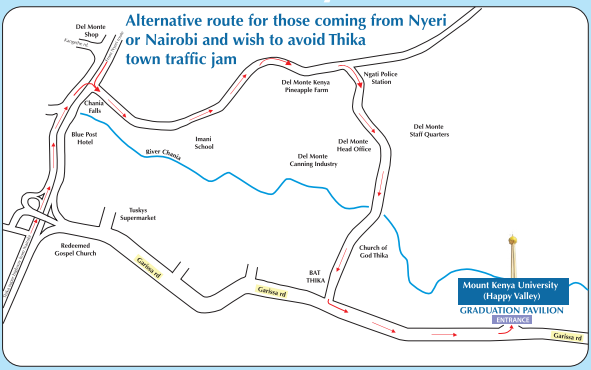 Alternative route for those coming from Nyeri
or Nairobi and wish to avoid Thika
town traffic jam
Del Monte
Shop
Kangethe rd
Chania
Falls
Blue Post
Hotel
River Chania
Imani
School
Del Monte Kenya
Pineapple Farm
Ngati Police
Station
Del Monte
Head Office
Del Monte
Staff Quarters
Del Monte
Canning Industry
Tuskys
Supermarket
Redeemed
Gospel Church
Garissa rd
Garissa rd
BAT
THIKA
Church of
God Thika
Mount Kenya University
(Happy Valley)
GRADUATION PAVILION
ENTRANCE
Garissa rd